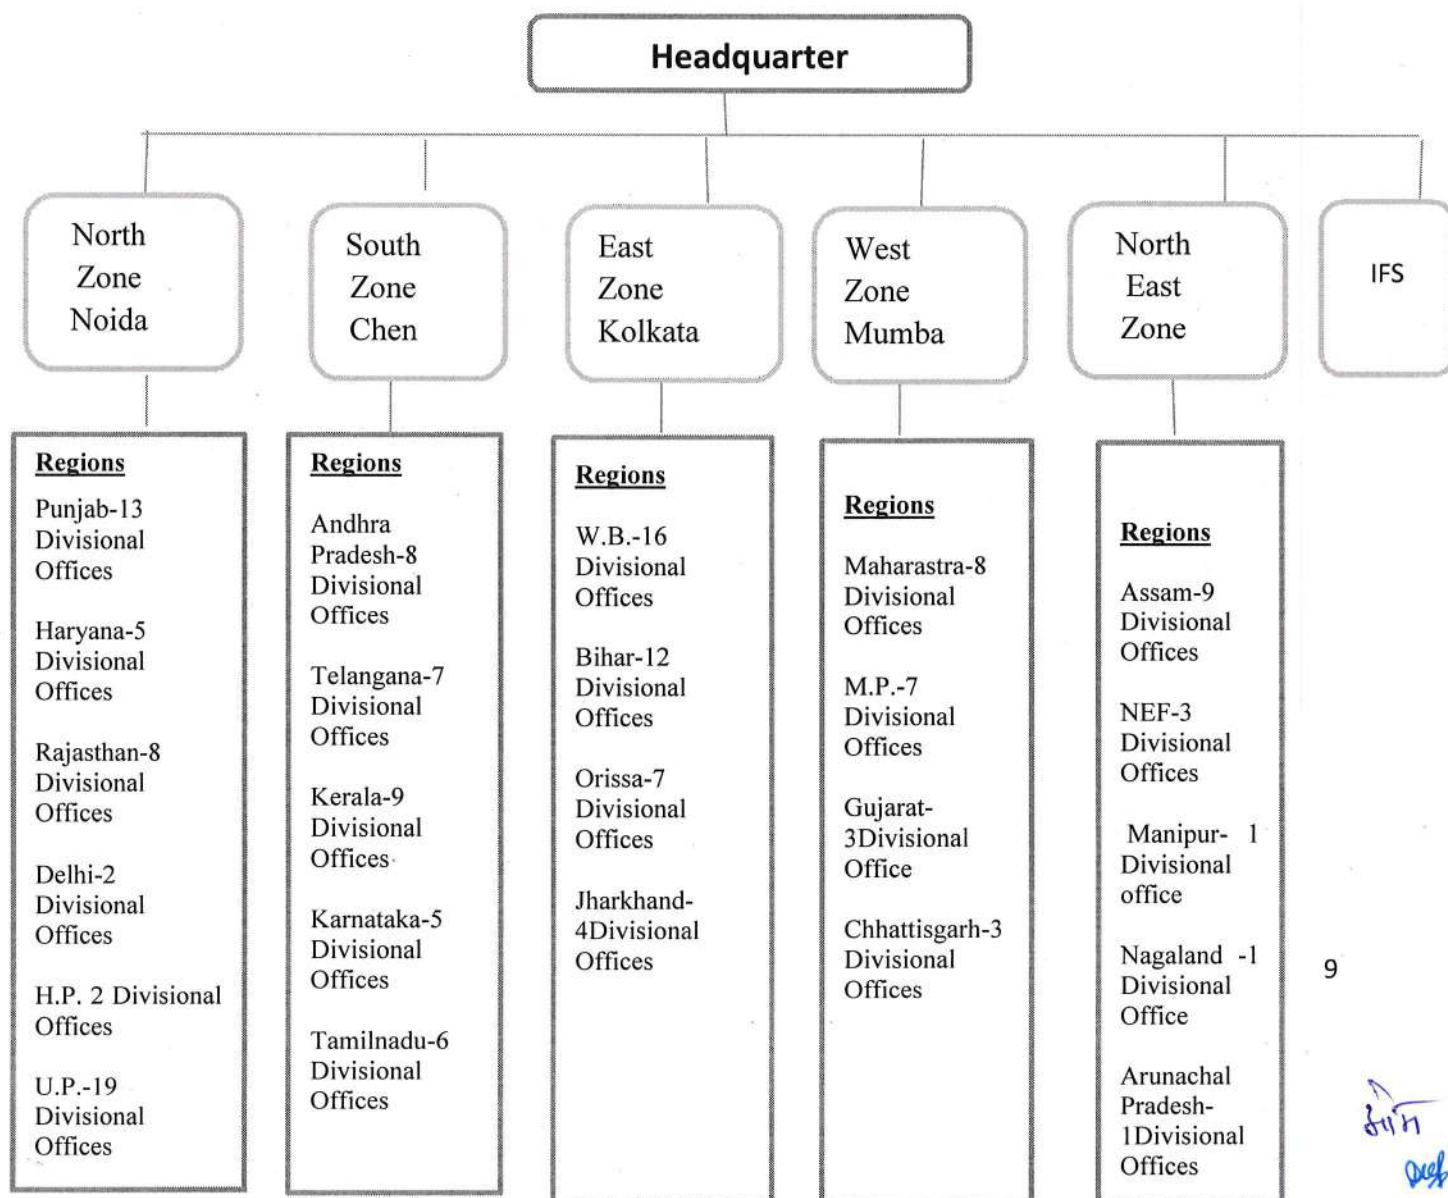 Headquarter
North
Zone
Noida
South
Zone
Chen
East
Zone
Kolkata
West
Zone
Mumba
North
East
Zone
IFS
Regions
Punjab-13
Divisional
Offices
Haryana-5
Divisional
Offices
Rajasthan-8
Divisional
Offices
Delhi-2
Divisional
Offices
H.P. 2 Divisional
Offices
U.P.-19
Divisional
Offices
Regions
Andhra
Pradesh-8
Divisional
Offices
Telangana-7
Divisional
Offices
Kerala-9
Divisional
Offices
Karnataka-5
Divisional
Offices
Tamilnadu-6
Divisional
Offices
Regions
W.B.-16
Divisional
Offices
Bihar-12
Divisional
Offices
Orissa-7
Divisional
Offices
Jharkhand-
4Divisional
Offices
Regions
Maharastra-8
Divisional
Offices
M.P.-7
Divisional
Offices
Gujarat-
3Divisional
Office
Chhattisgarh-3
Divisional
Offices
Regions
Assam-9
Divisional
Offices
NEF-3
Divisional
Offices
Manipur- 1
Divisional
office
Nagaland -1
Divisional
Office
Arunachal
Pradesh-
1Divisional
Offices
9